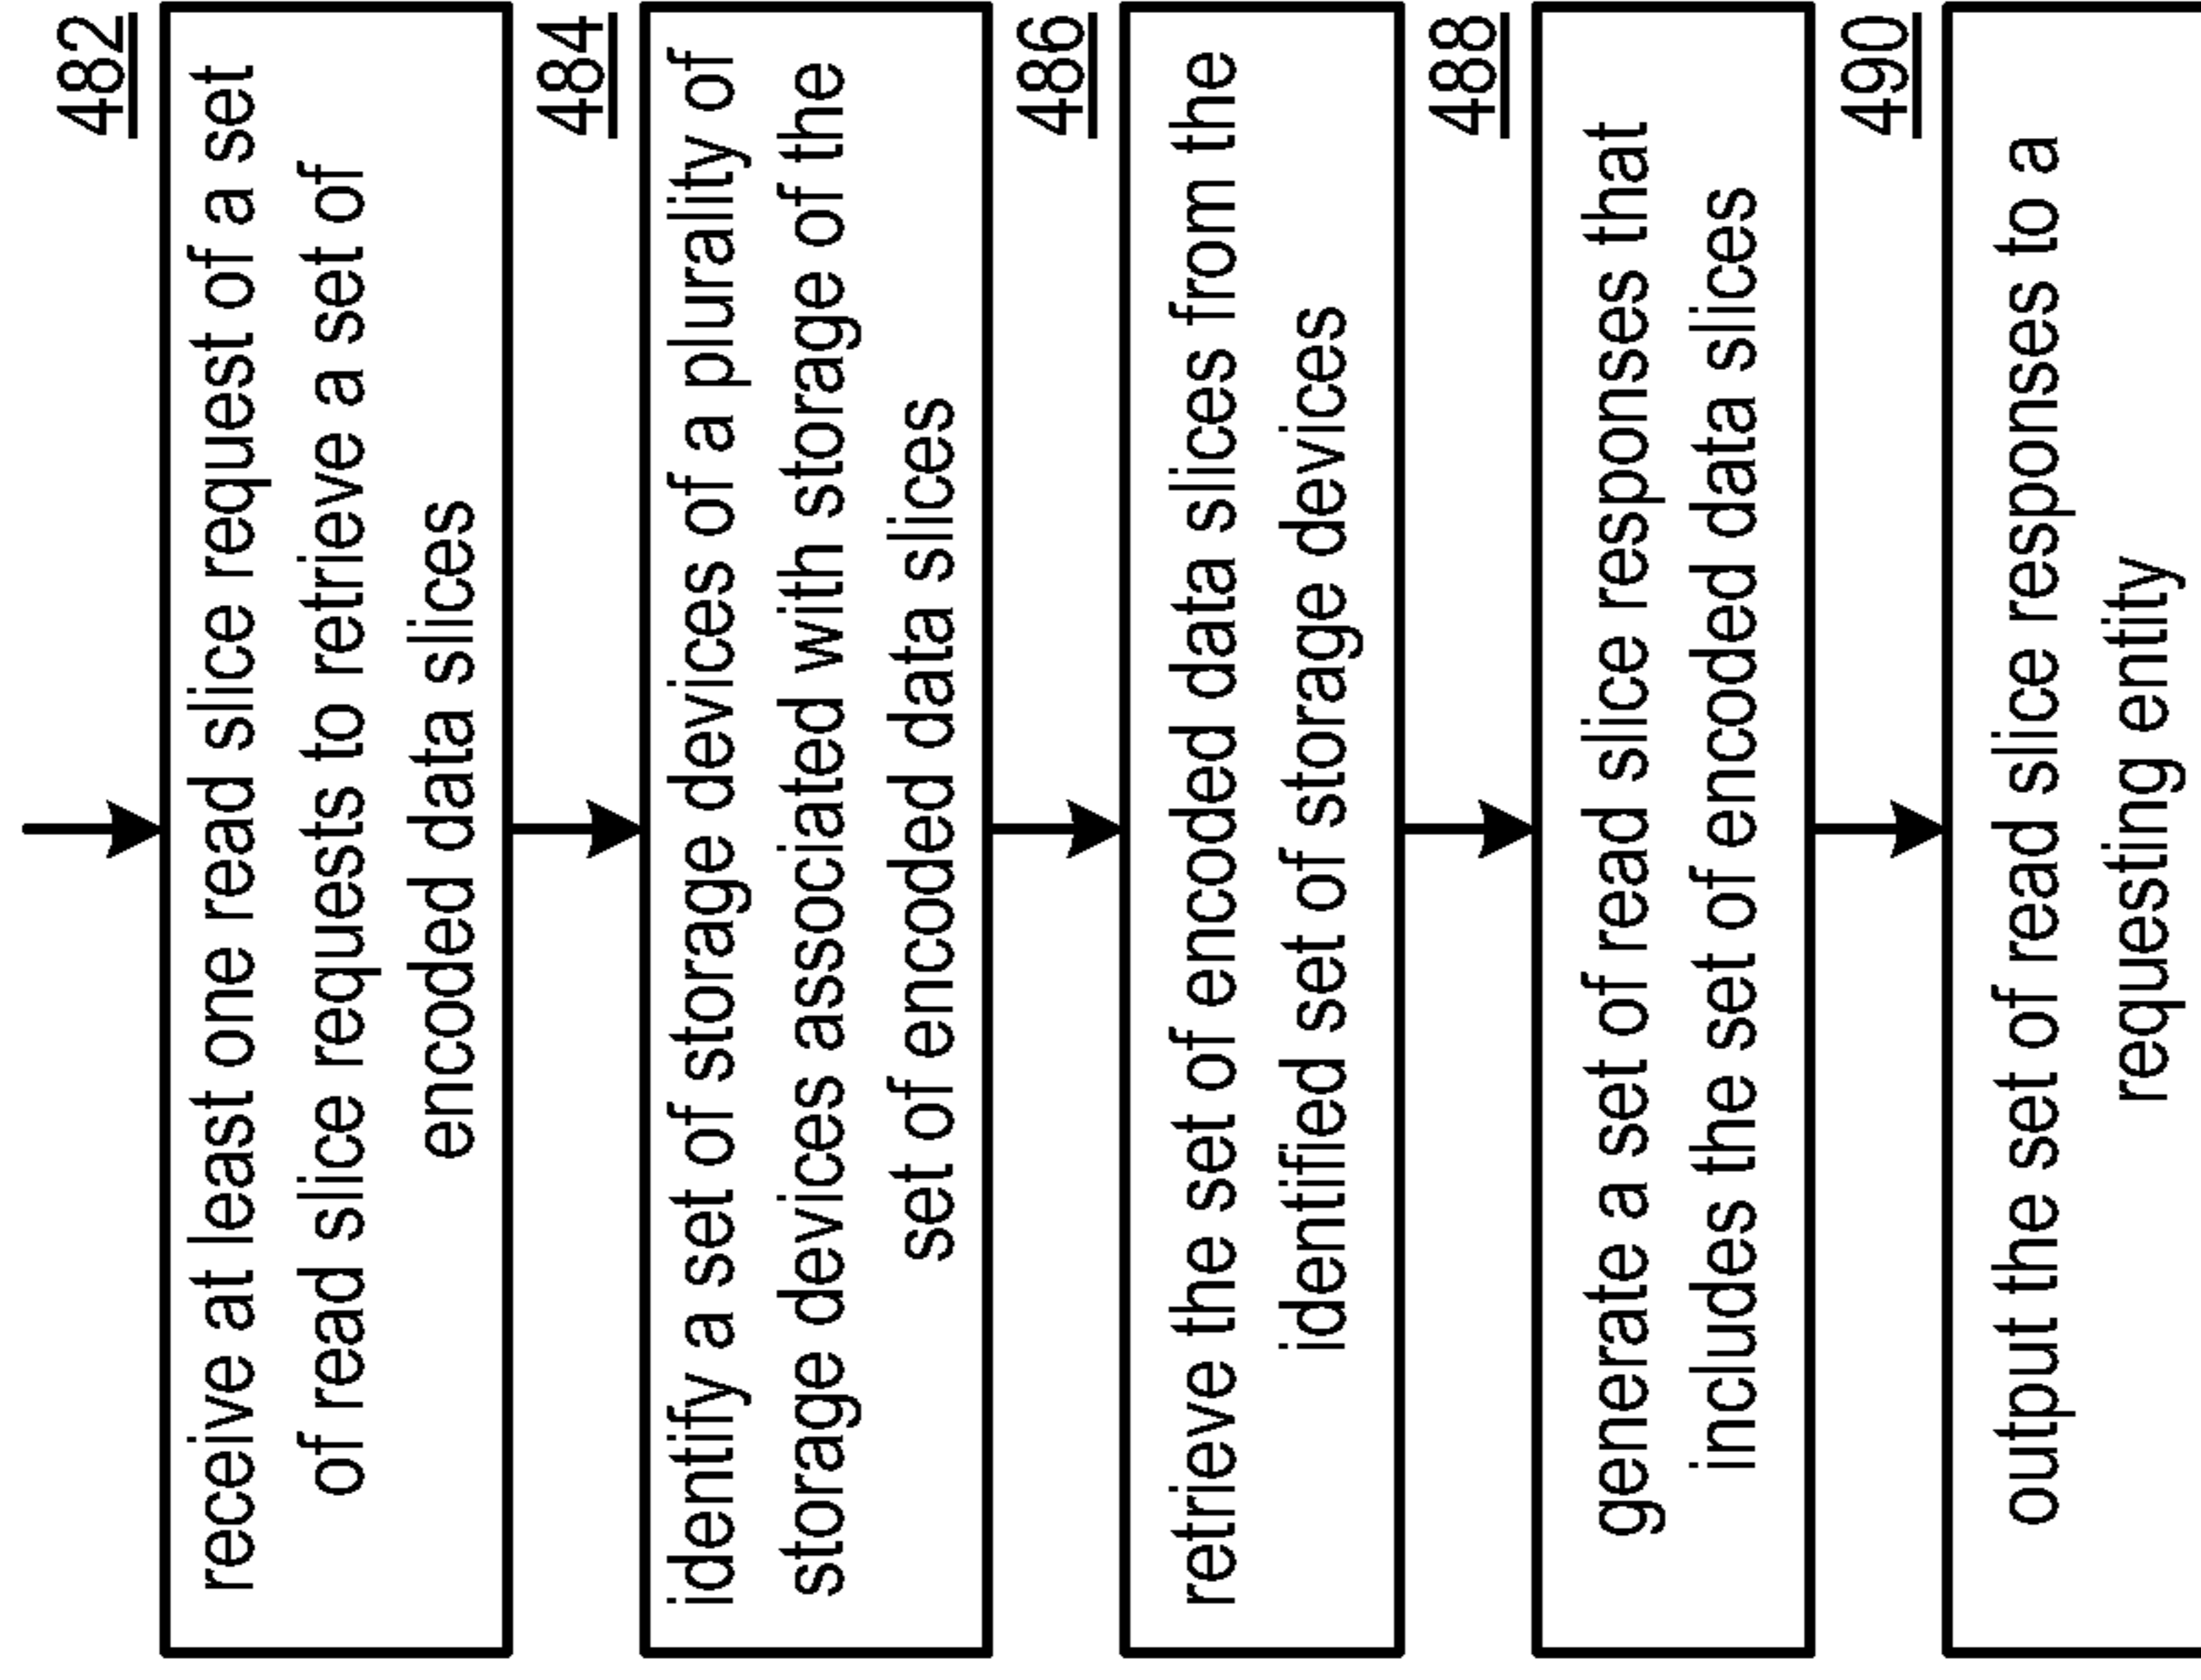 482
receive at least one read slice request of a set
of read slice requests to retrieve a set of
encoded data slices
484
identify a set of storage devices of a plurality of
storage devices associated with storage of the
set of encoded data slices
486
retrieve the set of encoded data slices from the
identified set of storage devices
488
generate a set of read slice responses that
includes the set of encoded data slices
490
output the set of read slice responses to a
requesting entity